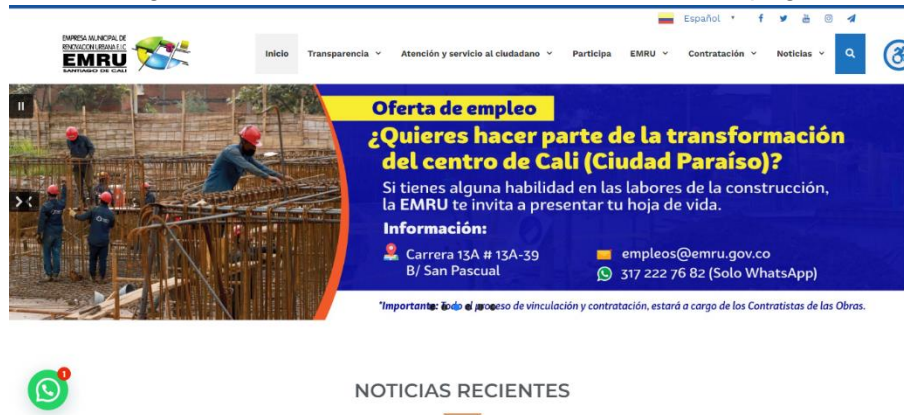 Español
EMPRESA MUNICIPAL DE
RENOVACION URBANA E.I.C
EMRU
SANTIAGO DE CALI
Inicio Transparencia Atención y servicio al ciudadano Participa EMRU Contratación Noticias
Oferta de empleo
¿Quieres hacer parte de la transformación
del centro de Cali (Ciudad Paraíso)?
Si tienes alguna habilidad en las labores de la construcción,
la EMRU te invita a presentar tu hoja de vida.
Información:
Carrera 13A # 13A-39
B/ San Pascual
empleos@emru.gov.co
317 222 76 82 (Solo WhatsApp)
*Importante: Todo el proceso de vinculación y contratación, estará a cargo de los Contratistas de las Obras.
1
NOTICIAS RECIENTES